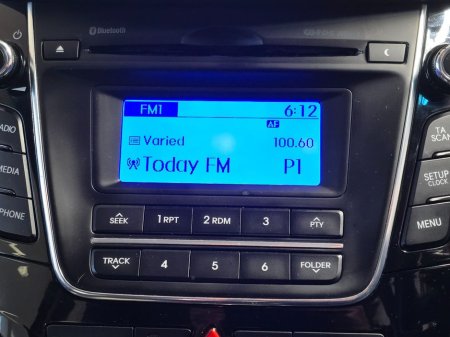 Bluetooth
FM1 6:12
AF
Varied 100.60
Today FM P1
RADIO
MEDIA
PHONE
SEEK 1 RPT 2 RDM 3 PTY
TRACK 4 5 6 FOLDER
TA
SCAN
SETUP
CLOCK
MENU